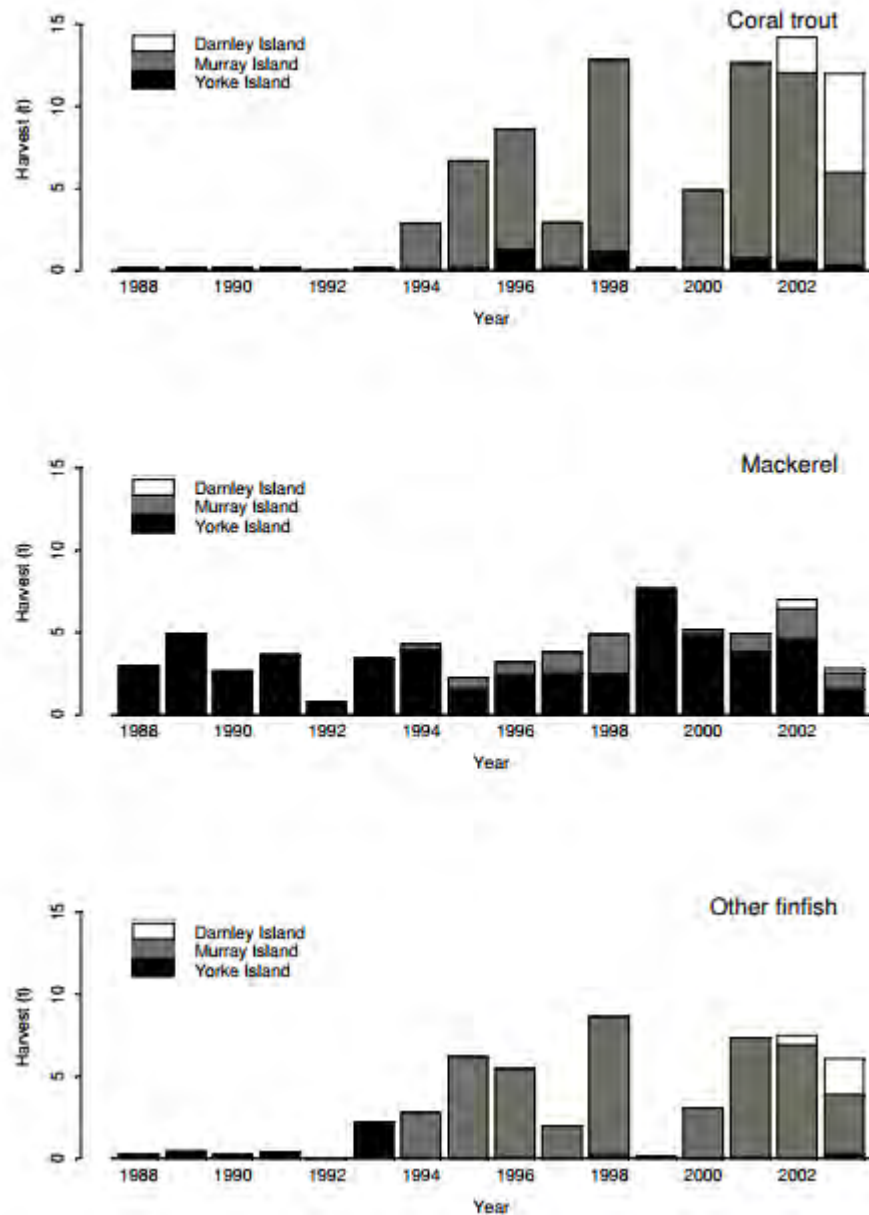 Coral trout
15
Darnley Island
Murray Island
Yorke Island
10
Harvest (t)
5
0
1988 1990 1992 1994 1996 1998 2000 2002
Year
Mackerel
15
Darnley Island
Murray Island
Yorke Island
10
Harvest (t)
5
0
1988 1990 1992 1994 1996 1998 2000 2002
Year
Other finfish
15
Darnley Island
Murray Island
Yorke Island
10
Harvest (t)
5
0
1988 1990 1992 1994 1996 1998 2000 2002
Year